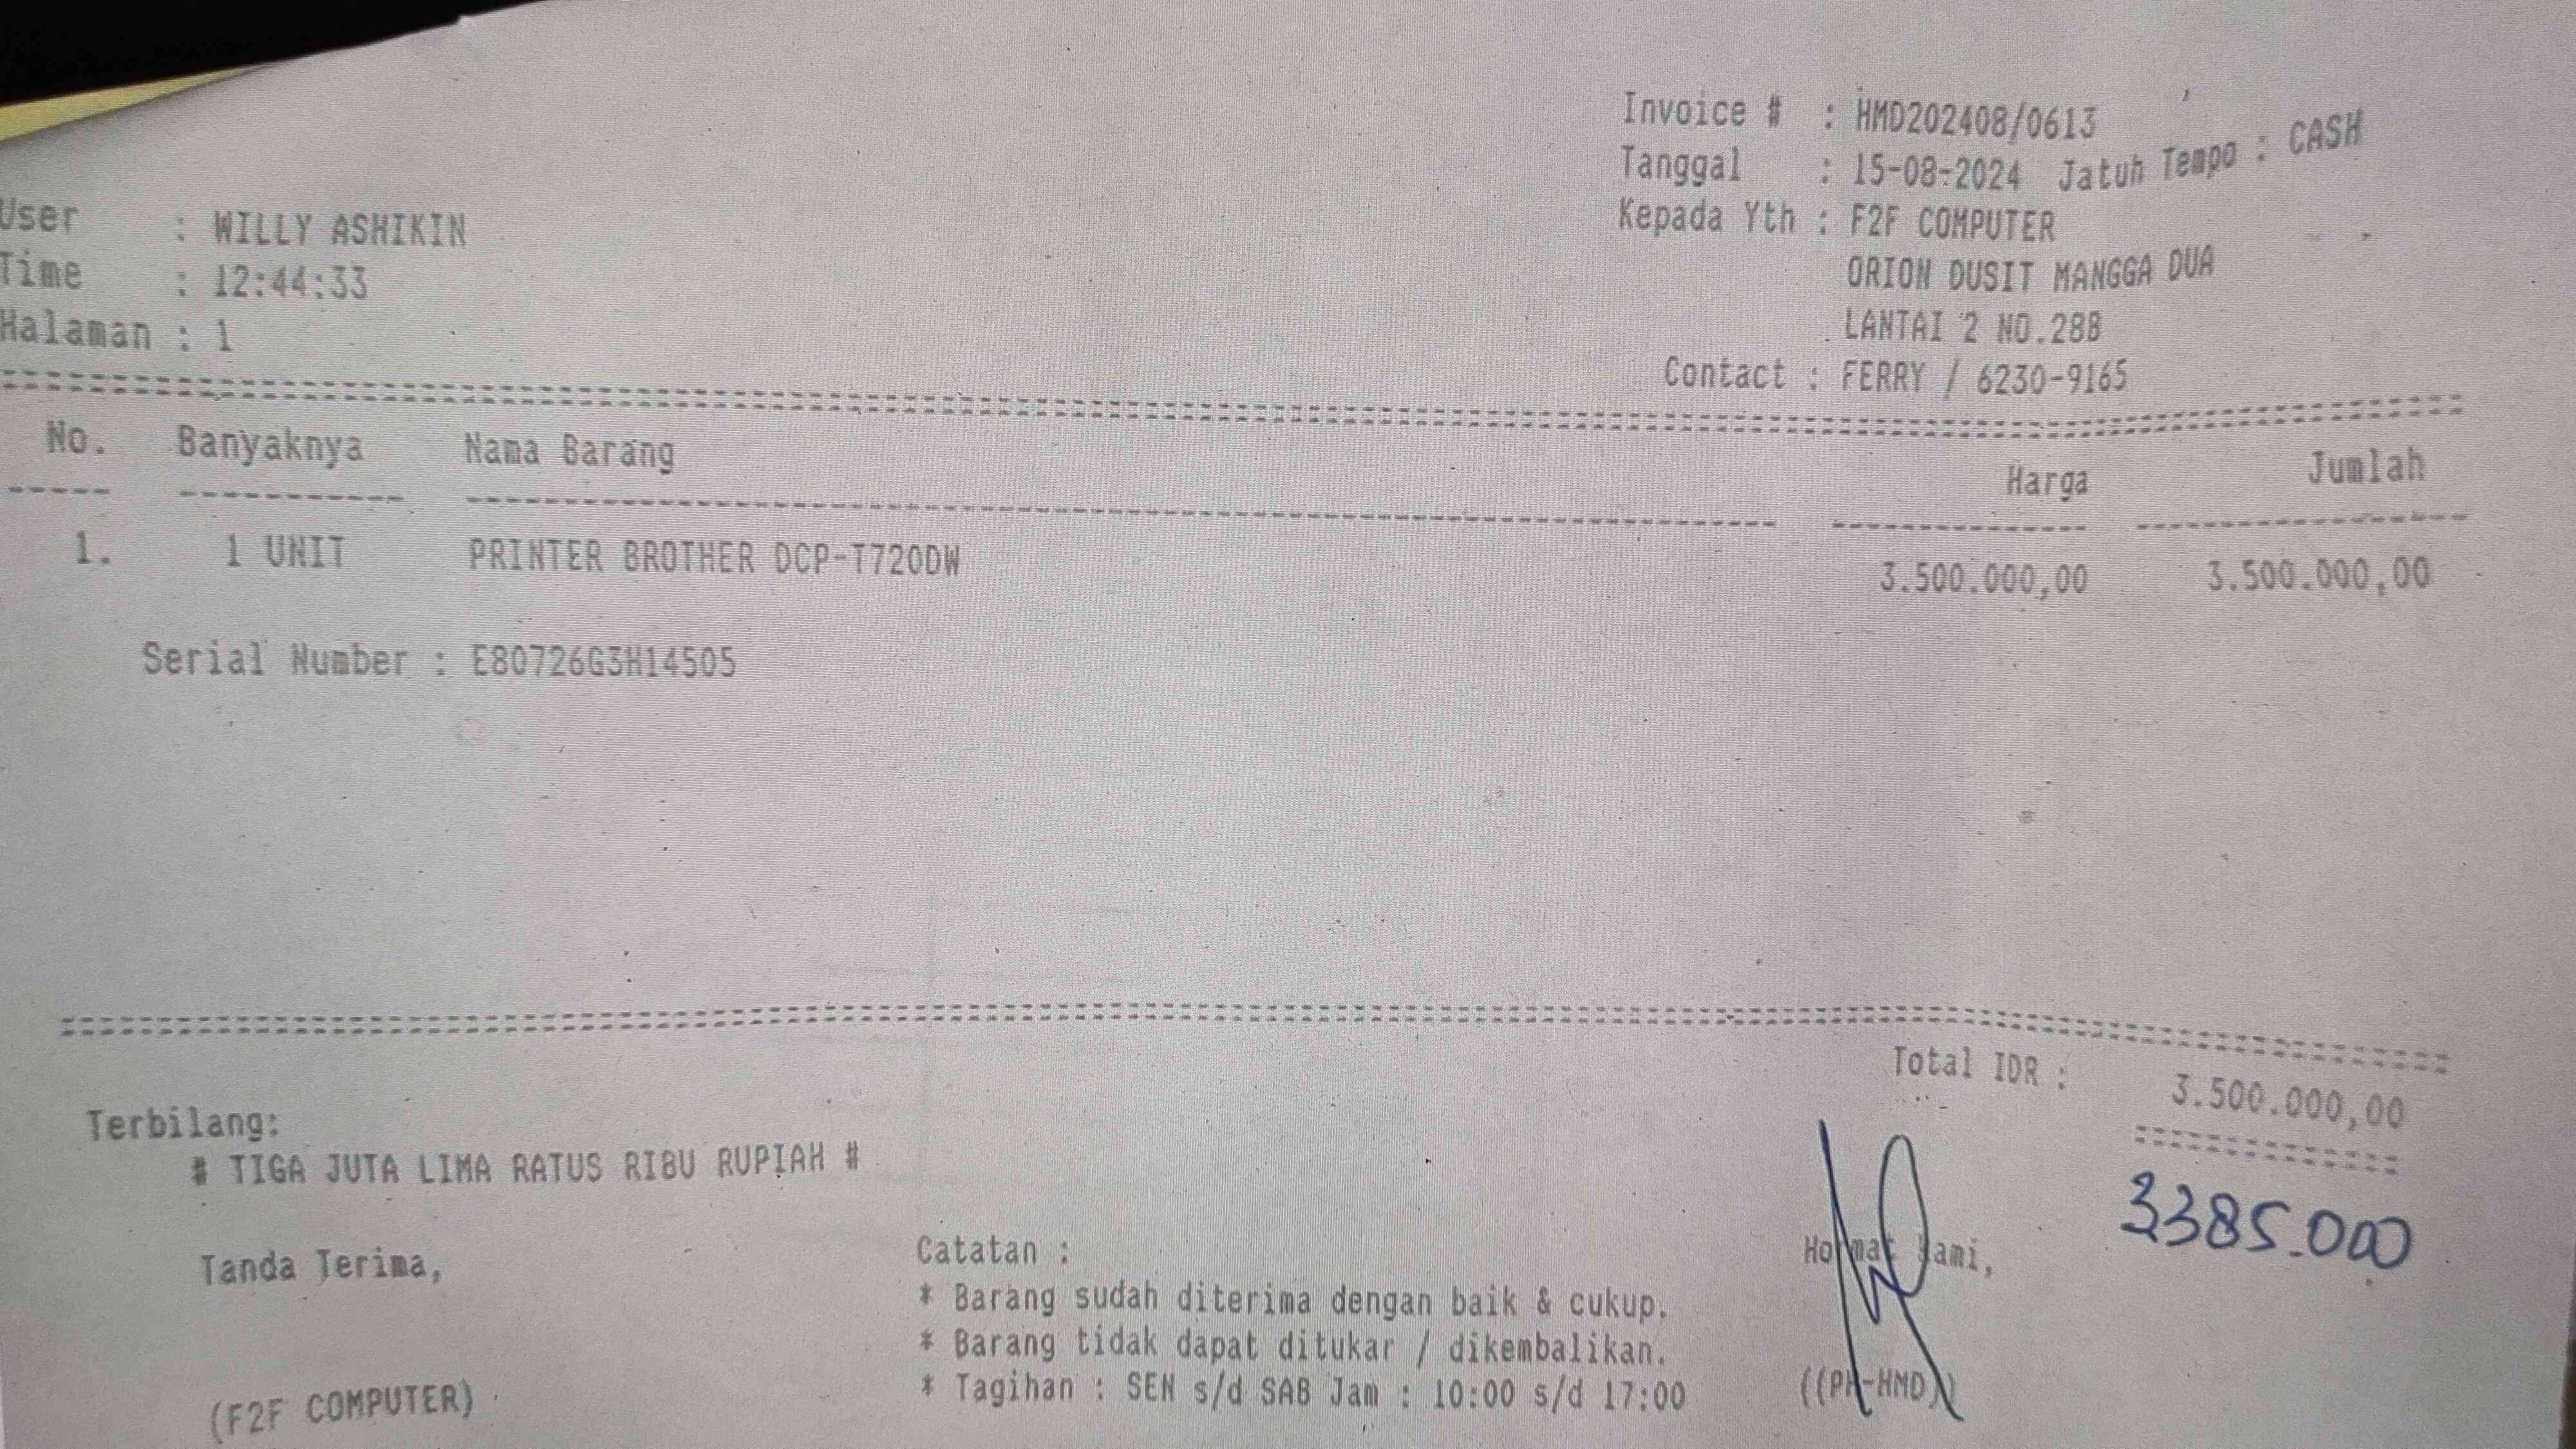 Invoice # : HMD202408/0613
Tanggal : 15-08-2024 Jatuh Tempo : CASH
Kepada Yth : F2F COMPUTER
ORION DUSIT MANGGA DUA
LANTAI 2 NO.28B
Contact : FERRY / 6230-9165
User : WILLY ASHIKIN
Time : 12:44:33
Halaman : 1
No. Banyaknya Nama Barang Harga Jumlah
1. 1 UNIT PRINTER BROTHER DCP-T720DW 3.500.000,00 3.500.000,00
Serial Number : E80726G3H14505
Total IDR : 3.500.000,00
Terbilang:
# TIGA JUTA LIMA RATUS RIBU RUPIAH #
3385.000
Tanda Terima,
Catatan :
* Barang sudah diterima dengan baik & cukup.
* Barang tidak dapat ditukar / dikembalikan.
* Tagihan : SEN s/d SAB Jam : 10:00 s/d 17:00
Hormat Kami,
(F2F COMPUTER)